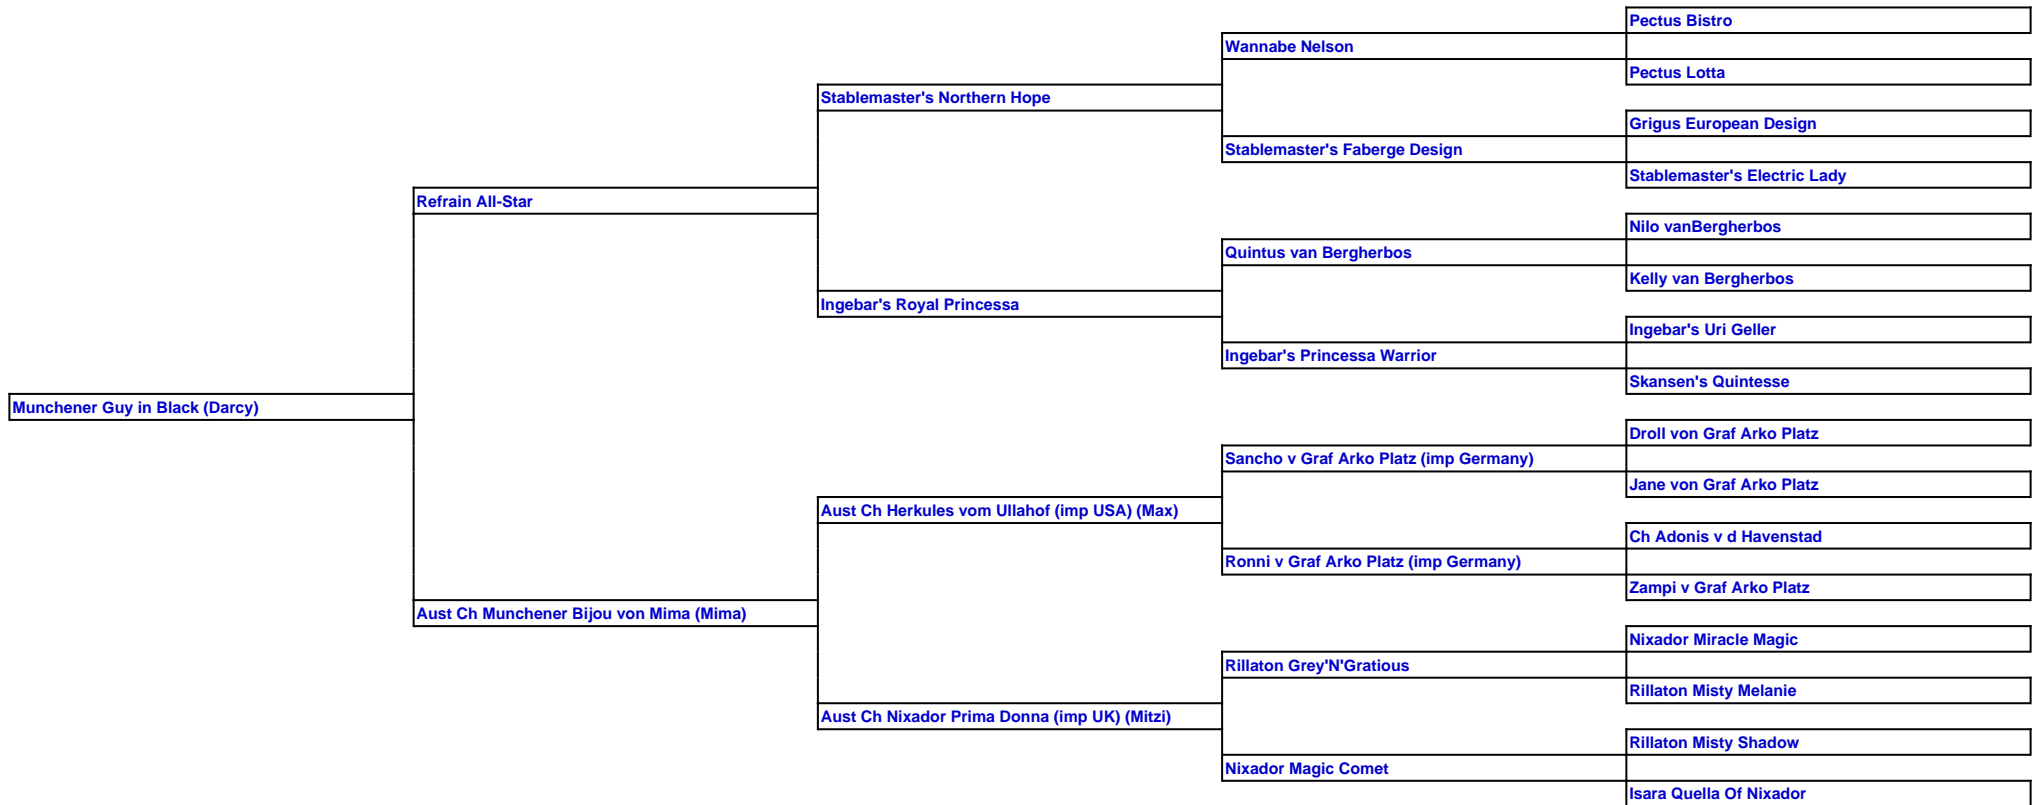 Pectus Bistro
Wannabe Nelson
Pectus Lotta
Stablemaster's Northern Hope
Grigus European Design
Stablemaster's Faberge Design
Stablemaster's Electric Lady
Refrain All-Star
Nilo vanBergherbos
Quintus van Bergherbos
Kelly van Bergherbos
Ingebar's Royal Princessa
Ingebar's Uri Geller
Ingebar's Princessa Warrior
Skansen's Quintesse
Munchener Guy in Black (Darcy)
Droll von Graf Arko Platz
Sancho v Graf Arko Platz (imp Germany)
Jane von Graf Arko Platz
Aust Ch Herkules vom Ullahof (imp USA) (Max)
Ch Adonis v d Havenstad
Ronni v Graf Arko Platz (imp Germany)
Zampi v Graf Arko Platz
Aust Ch Munchener Bijou von Mima (Mima)
Nixador Miracle Magic
Rillaton Grey'N'Gratious
Rillaton Misty Melanie
Aust Ch Nixador Prima Donna (imp UK) (Mitzi)
Rillaton Misty Shadow
Nixador Magic Comet
Isara Quella Of Nixador